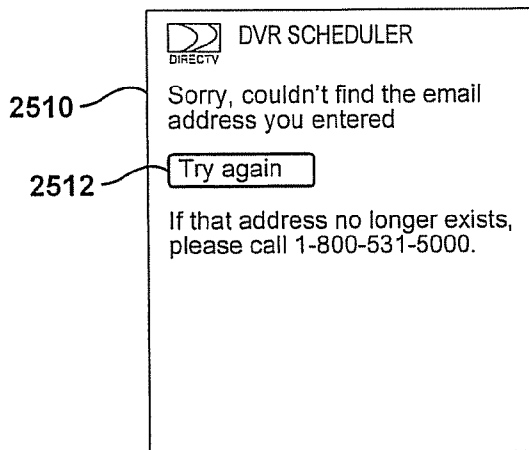 DIRECTV
DVR SCHEDULER
2510
Sorry, couldn't find the email
address you entered
2512
Try again
If that address no longer exists,
please call 1-800-531-5000.